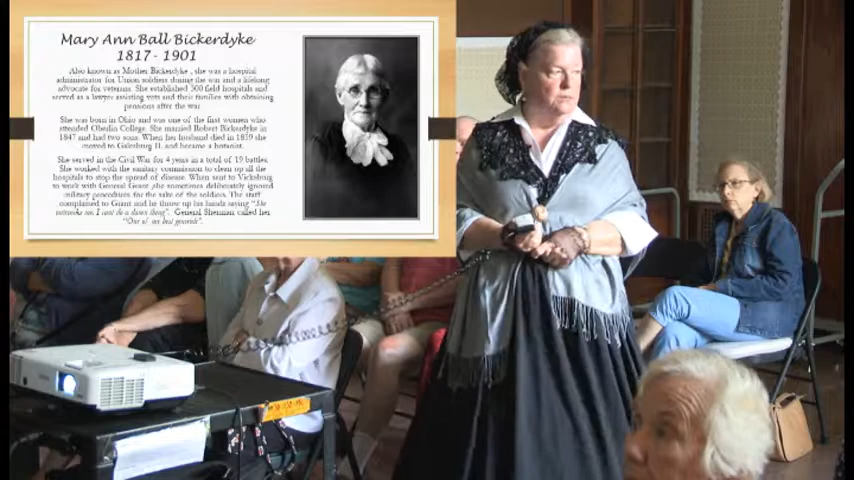 Mary Ann Ball Bickerdyke
1817 - 1901
Also known as Mother Bickerdyke , she was a hospital
administrator for Union soldiers during the war and a lifelong
advocate for veterans. She established 300 field hospitals and
served as a lawyer assisting vets and their families with obtaining
pensions after the war
She was born in Ohio and was one of the first women who
attended Oberlin College. She married Robert Bickerdyke in
1847 and had two sons. When her husband died in 1859 she
moved to Galesburg Il. and became a botanist.
She served in the Civil War for 4 years in a total of 19 battles.
She worked with the sanitary commission to clean up all the
hospitals to stop the spread of disease. When sent to Vicksburg
to work with General Grant ,she sometimes deliberately ignored
military procedures for the sake of the soldiers. The staff
complained to Grant and he threw up his hands saying "She
outranks me I cant do a damn thing". General Sherman called her
"One of my best generals".